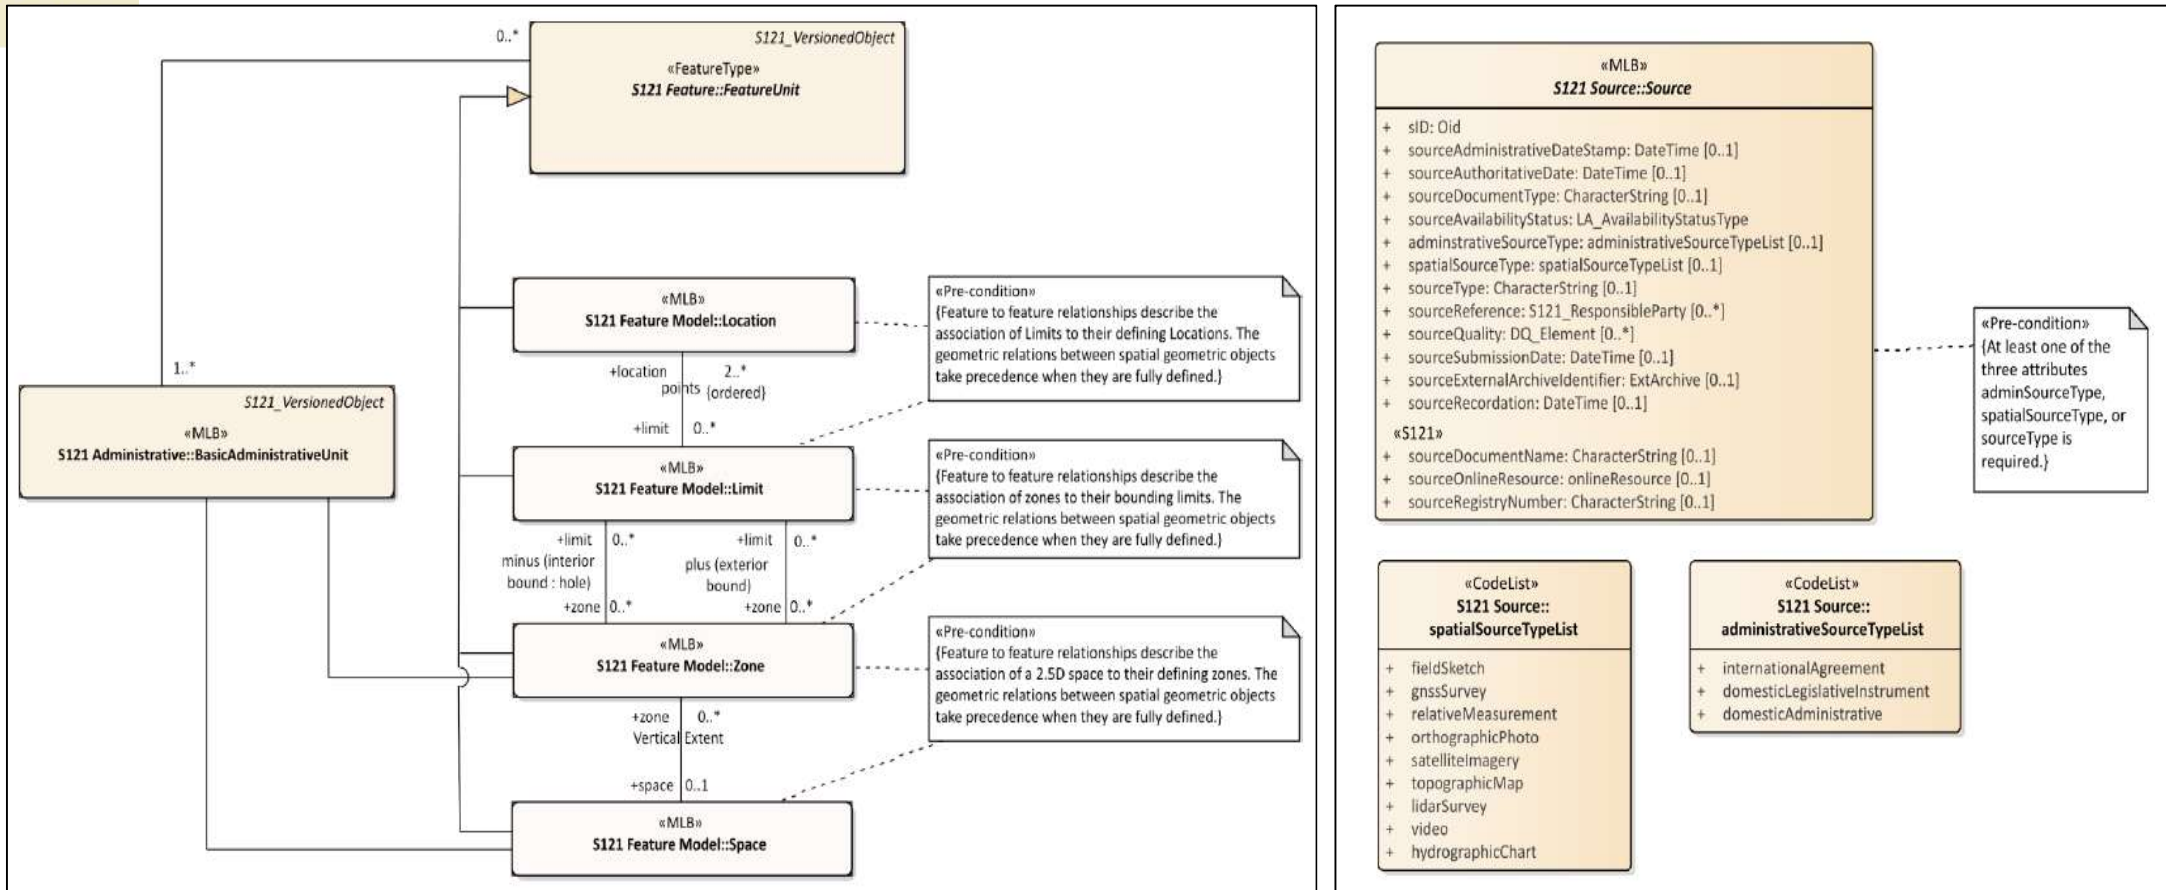 0..*
S121_VersionedObject
«FeatureType»
S121 Feature::FeatureUnit
1..*
S121_VersionedObject
«MLB»
S121 Administrative::BasicAdministrativeUnit
«MLB»
S121 Feature Model::Location
+location
2..*
points
{ordered}
+limit
0..*
«MLB»
S121 Feature Model::Limit
+limit
0..*
minus (interior
bound : hole)
+zone
0..*
+limit
0..*
plus (exterior
bound)
+zone
0..*
«MLB»
S121 Feature Model::Zone
+zone
0..*
Vertical Extent
+space
0..1
«MLB»
S121 Feature Model::Space
«Pre-condition»
{Feature to feature relationships describe the
association of Limits to their defining Locations. The
geometric relations between spatial geometric objects
take precedence when they are fully defined.}
«Pre-condition»
{Feature to feature relationships describe the
association of zones to their bounding limits. The
geometric relations between spatial geometric objects
take precedence when they are fully defined.}
«Pre-condition»
{Feature to feature relationships describe the
association of a 2.5D space to their defining zones. The
geometric relations between spatial geometric objects
take precedence when they are fully defined.}
«MLB»
S121 Source::Source
+ sID: Oid
+ sourceAdministrativeDateStamp: DateTime [0..1]
+ sourceAuthoritativeDate: DateTime [0..1]
+ sourceDocumentType: CharacterString [0..1]
+ sourceAvailabilityStatus: LA_AvailabilityStatusType
+ adminstrativeSourceType: administrativeSourceTypeList [0..1]
+ spatialSourceType: spatialSourceTypeList [0..1]
+ sourceType: CharacterString [0..1]
+ sourceReference: S121_ResponsibleParty [0..*]
+ sourceQuality: DQ_Element [0..*]
+ sourceSubmissionDate: DateTime [0..1]
+ sourceExternalArchiveIdentifier: ExtArchive [0..1]
+ sourceRecordation: DateTime [0..1]
«S121»
+ sourceDocumentName: CharacterString [0..1]
+ sourceOnlineResource: onlineResource [0..1]
+ sourceRegistryNumber: CharacterString [0..1]
«Pre-condition»
{At least one of the
three attributes
adminSourceType,
spatialSourceType, or
sourceType is
required.}
«CodeList»
S121 Source::
spatialSourceTypeList
+ fieldSketch
+ gnssSurvey
+ relativeMeasurement
+ orthographicPhoto
+ satelliteImagery
+ topographicMap
+ lidarSurvey
+ video
+ hydrographicChart
«CodeList»
S121 Source::
administrativeSourceTypeList
+ internationalAgreement
+ domesticLegislativeInstrument
+ domesticAdministrative